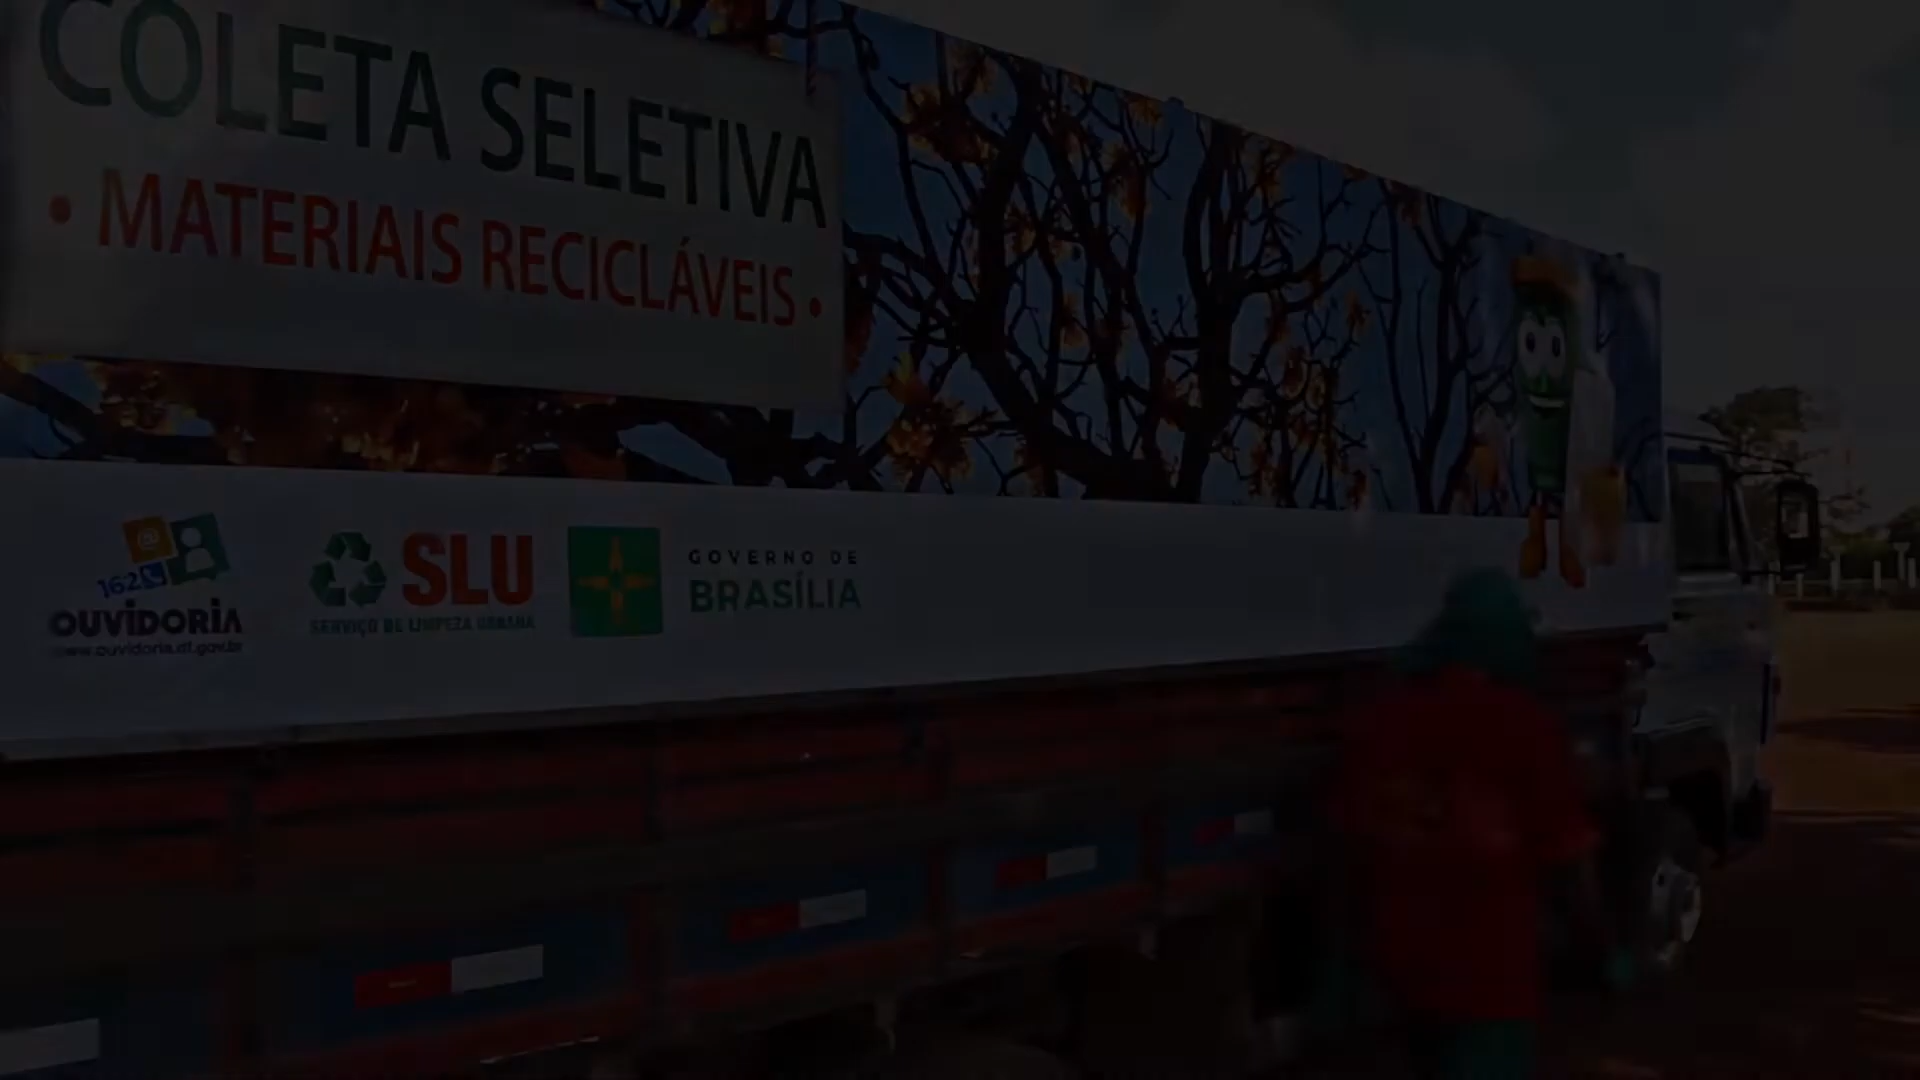 COLETA SELETIVA
• MATERIAIS RECICLÁVEIS •
@
162
OUVIDORIA
www.ouvidoria.df.gov.br
SLU
SERVIÇO DE LIMPEZA URBANA
GOVERNO DE
BRASÍLIA